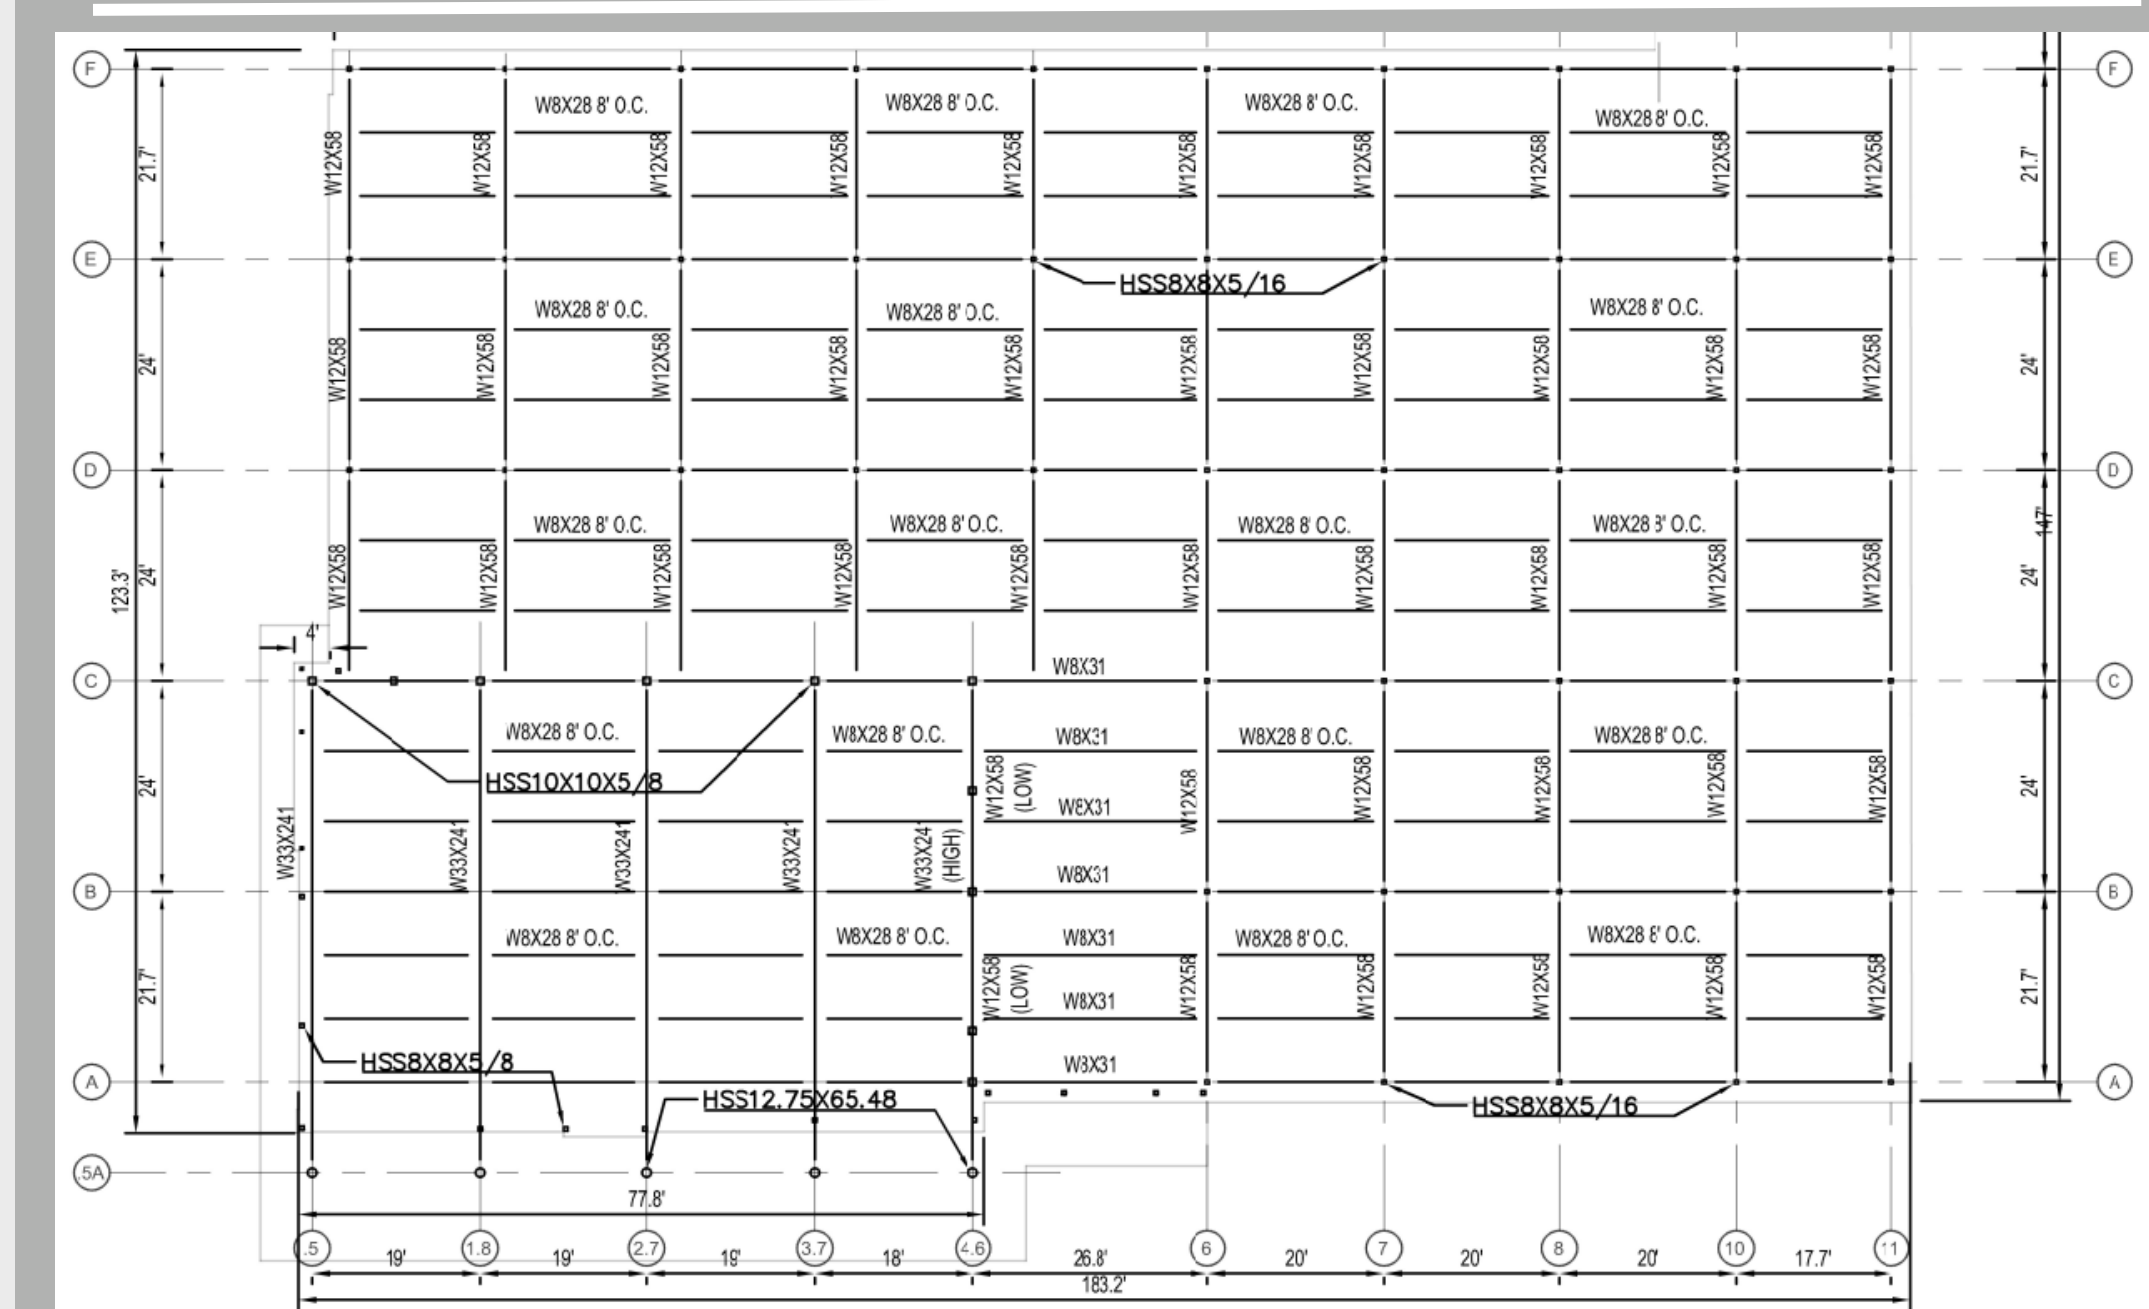 F
F
W8X28 8' O.C.
W8X28 8' O.C.
W8X28 8' O.C.
W8X28 8' O.C.
21.7'
W12X58
W12X58
W12X58
W12X58
W12X58
W12X58
W12X58
W12X58
W12X58
W12X58
21.7'
E
E
HSS8X8X5/16
W8X28 8' O.C.
W8X28 8' O.C.
W8X28 8' O.C.
24'
W12X58
W12X58
W12X58
W12X58
W12X58
W12X58
W12X58
W12X58
W12X58
W12X58
24'
D
D
W8X28 8' O.C.
W8X28 8' O.C.
W8X28 8' O.C.
W8X28 8' O.C.
147'
123.3'
24'
W12X58
W12X58
W12X58
W12X58
W12X58
W12X58
W12X58
W12X58
W12X58
W12X58
24'
4'
C
W8X31
C
W8X28 8' O.C.
W8X28 8' O.C.
W8X31
W8X28 8' O.C.
W8X28 8' O.C.
HSS10X10X5/8
24'
W12X58
(LOW)
W12X58
W12X58
W12X58
W12X58
W12X58
24'
W8X31
W33X241
W33X241
W33X241
W33X241
W33X241
(HIGH)
W8X31
B
B
W8X28 8' O.C.
W8X28 8' O.C.
W8X31
W8X28 8' O.C.
W8X28 8' O.C.
21.7'
W12X58
(LOW)
W8X31
W12X58
W12X58
W12X58
W12X58
W12X58
21.7'
HSS8X8X5/8
W8X31
A
A
HSS12.75X65.48
HSS8X8X5/16
.5A
77.8'
.5
1.8
2.7
3.7
4.6
6
7
8
10
11
19'
19'
19'
18'
26.8'
20'
20'
20'
17.7'
183.2'